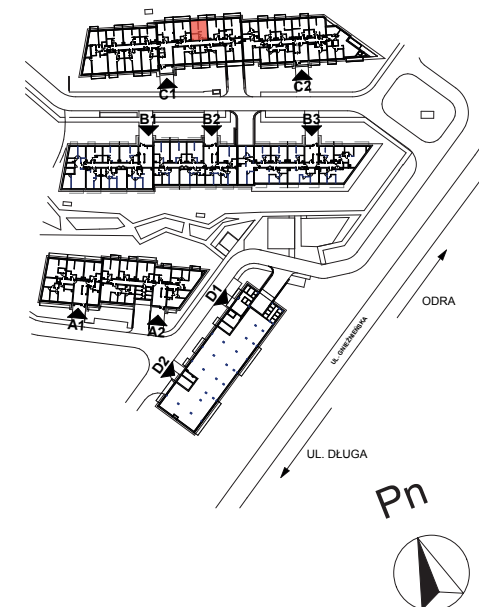 C1
C2
B1
B2
B3
A1
A2
D1
D2
ODRA
UL. GNIEŹNIEŃSKA
UL. DŁUGA
Pn